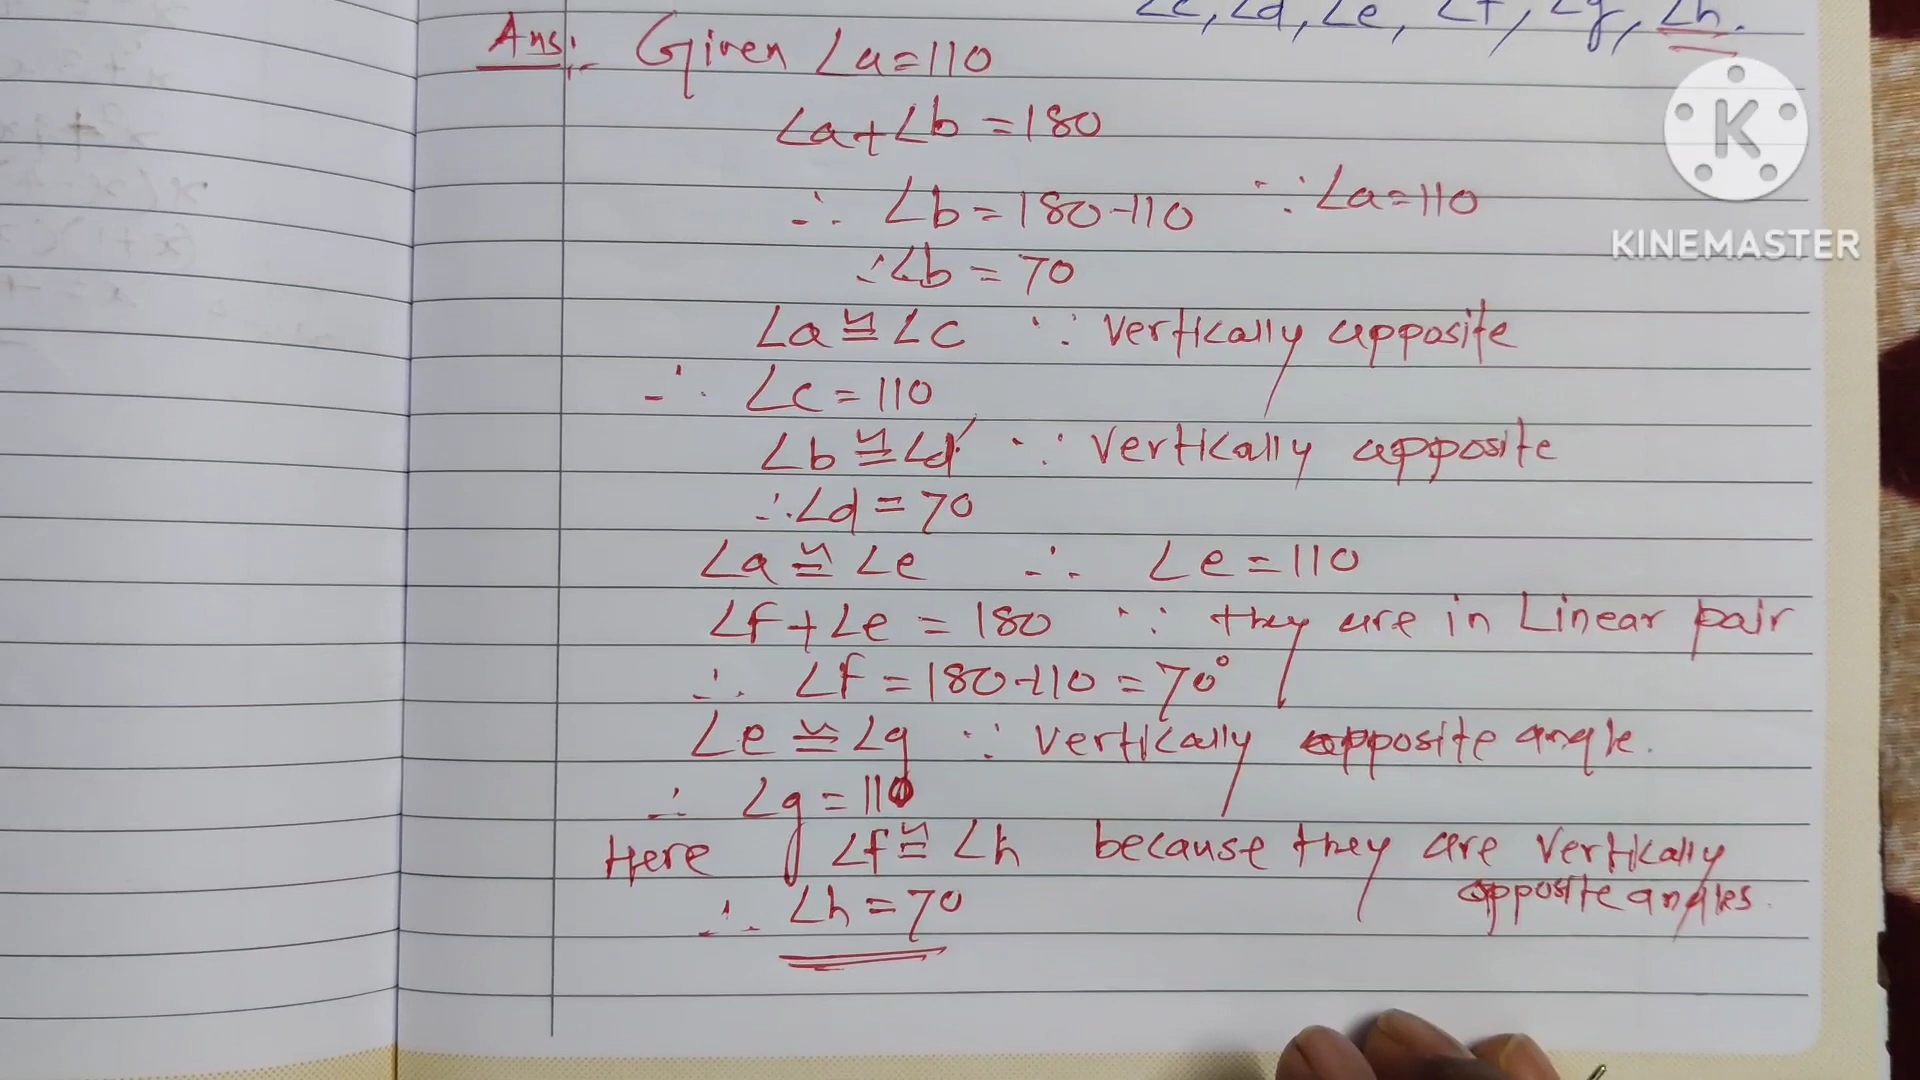 ∠c, ∠d, ∠e, ∠f, ∠g, ∠h.
Ans:- Given ∠a=110
∠a+∠b=180
∴ ∠b=180-110 ∵ ∠a=110
∴ ∠b=70
∠a≅∠c ∵ vertically opposite
∴ ∠c=110
∠b≅∠d ∵ vertically opposite
∴ ∠d=70
∠a≅∠e ∴ ∠e=110
∠f+∠e=180 ∵ they are in Linear pair
∴ ∠f=180-110=70°
∠e≅∠g ∵ vertically opposite angle.
∴ ∠g=110
Here ∠f≅∠h because they are vertically
opposite angles.
∴ ∠h=70
K
KINEMASTER